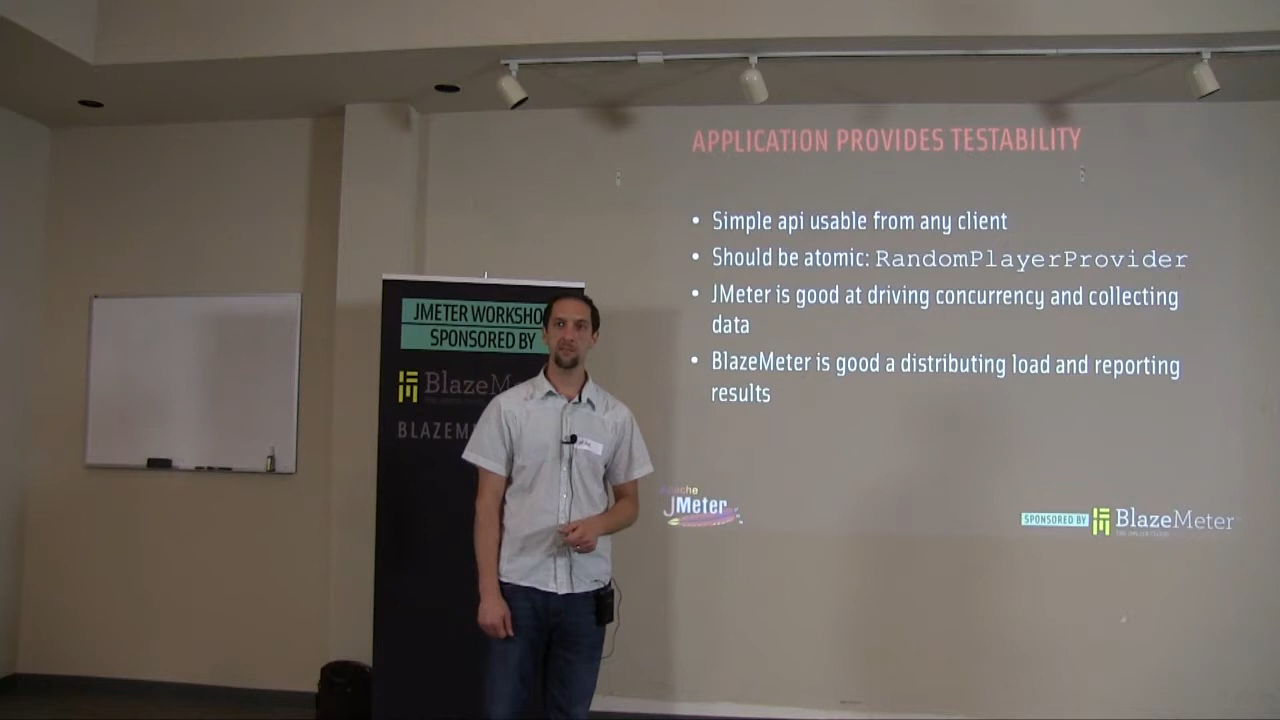 APPLICATION PROVIDES TESTABILITY
• Simple api usable from any client
• Should be atomic: RandomPlayerProvider
• JMeter is good at driving concurrency and collecting
data
• BlazeMeter is good a distributing load and reporting
results
JMETER WORKSHO
SPONSORED BY
BlazeMe
BLAZEM
Apache
JMeter
SPONSORED BY BlazeMeter